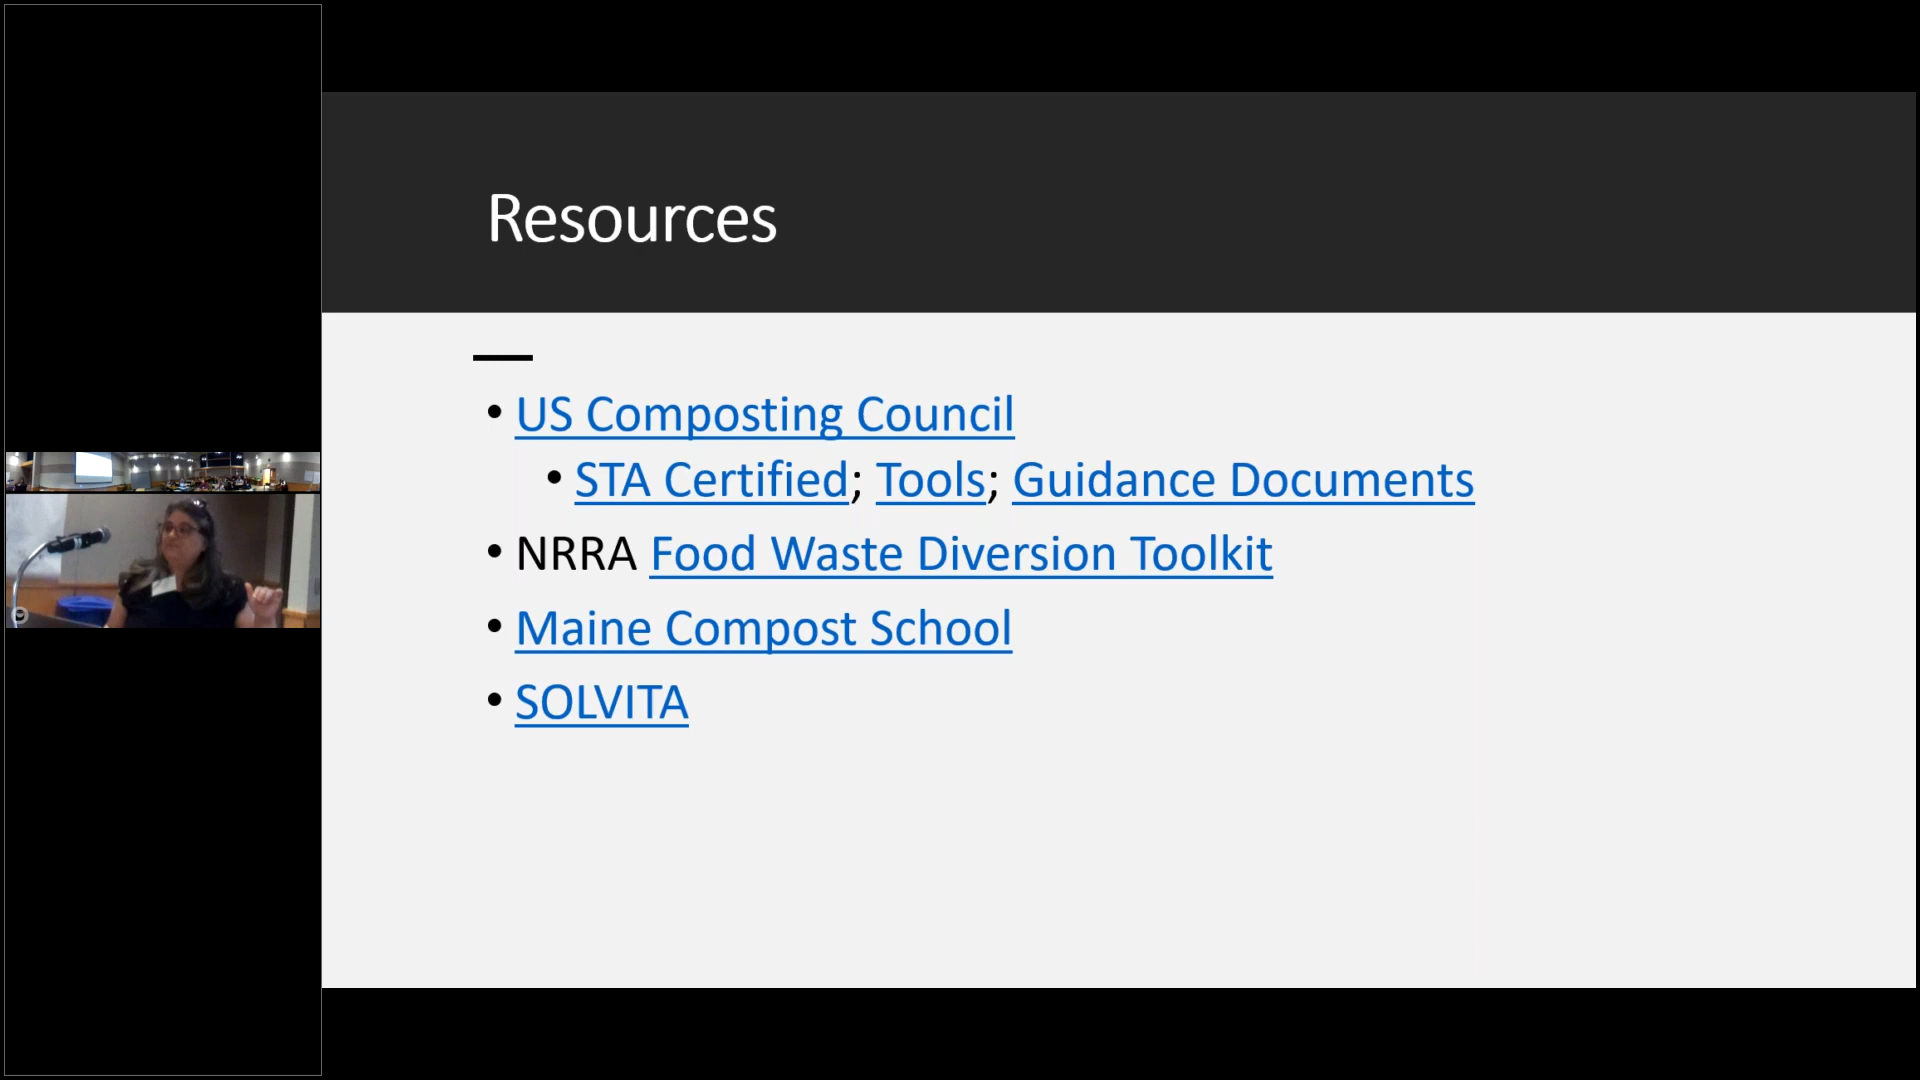 Resources
• US Composting Council
• STA Certified; Tools; Guidance Documents
• NRRA Food Waste Diversion Toolkit
• Maine Compost School
• SOLVITA